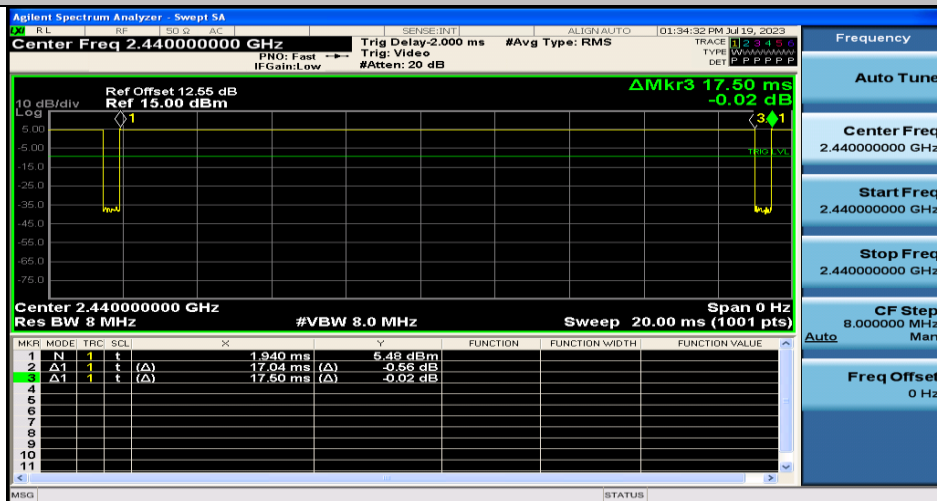 Agilent Spectrum Analyzer - Swept SA
LXI RL RF 50 Ω AC SENSE:INT ALIGNAUTO 01:34:32 PM Jul 19, 2023
Center Freq 2.440000000 GHz
PNO: Fast
IFGain:Low
Trig Delay-2.000 ms
Trig: Video
#Atten: 20 dB
#Avg Type: RMS
TRACE 1 2 3 4 5 6
TYPE WWWWWW
DET P P P P P P
ΔMkr3 17.50 ms
-0.02 dB
Ref Offset 12.55 dB
10 dB/div Ref 15.00 dBm
Log
1
3 1
5.00
-5.00
TRIG LVL
-15.0
-25.0
-35.0
-45.0
-55.0
-65.0
-75.0
Center 2.440000000 GHz Span 0 Hz
Res BW 8 MHz #VBW 8.0 MHz Sweep 20.00 ms (1001 pts)
MKR MODE TRC SCL X Y FUNCTION FUNCTION WIDTH FUNCTION VALUE
1 N 1 t 1.940 ms 5.48 dBm
2 Δ1 1 t (Δ) 17.04 ms (Δ) -0.56 dB
3 Δ1 1 t (Δ) 17.50 ms (Δ) -0.02 dB
4
5
6
7
8
9
10
11
MSG STATUS
Frequency
Auto Tune
Center Freq
2.440000000 GHz
Start Freq
2.440000000 GHz
Stop Freq
2.440000000 GHz
CF Step
8.000000 MHz
Auto Man
Freq Offset
0 Hz